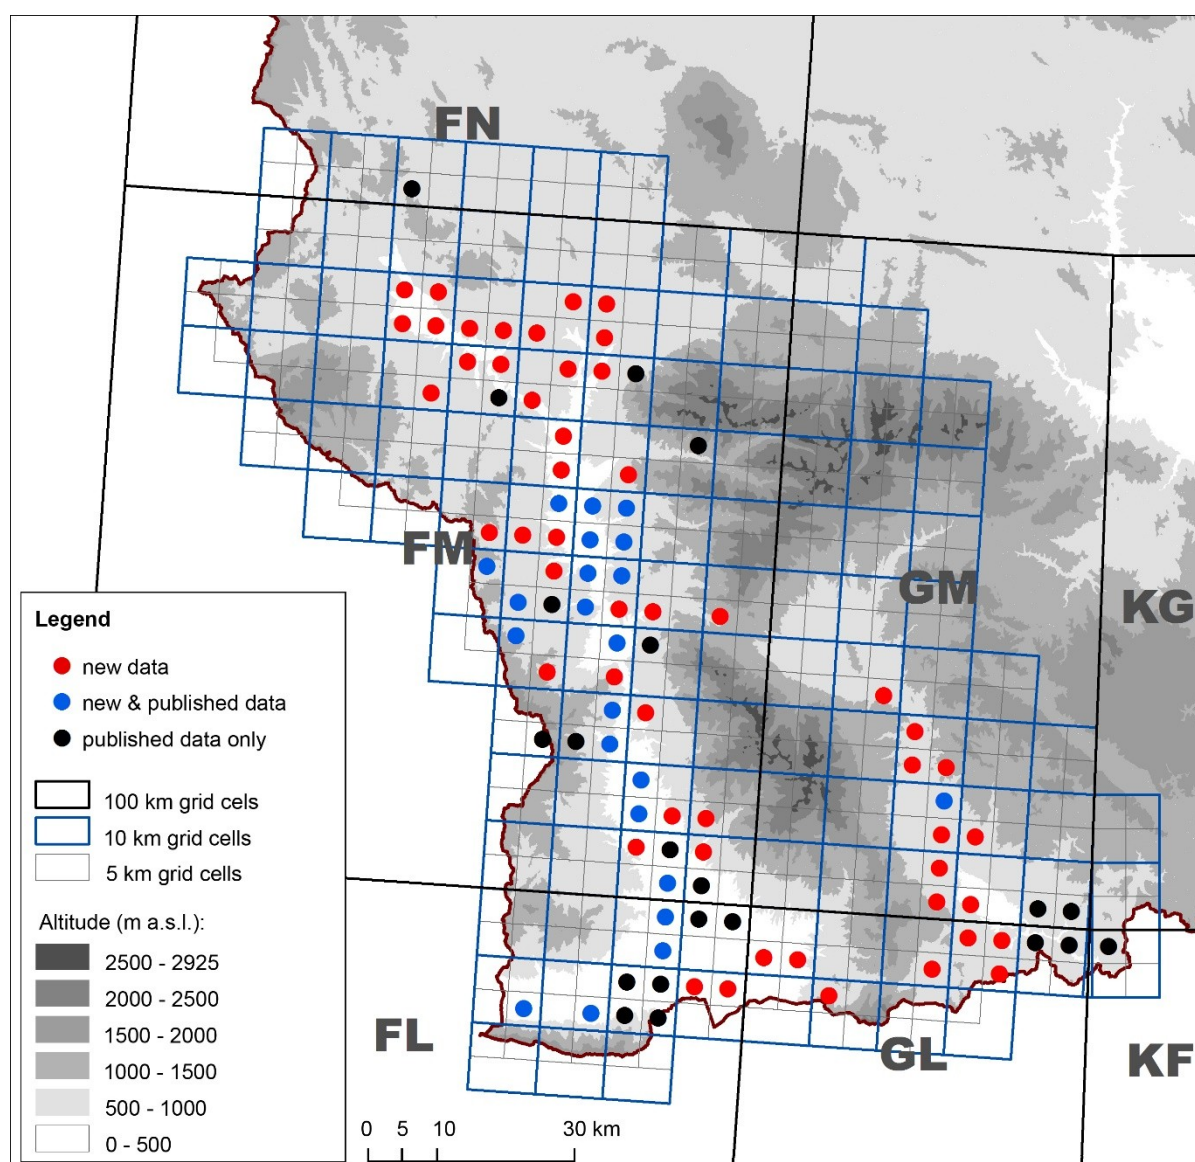 FN
FM
GM
KG
Legend
new data
new & published data
published data only
100 km grid cels
10 km grid cells
5 km grid cells
Altitude (m a.s.l.):
2500 - 2925
2000 - 2500
1500 - 2000
1000 - 1500
500 - 1000
0 - 500
FL
GL
KF
0 5 10 30 km